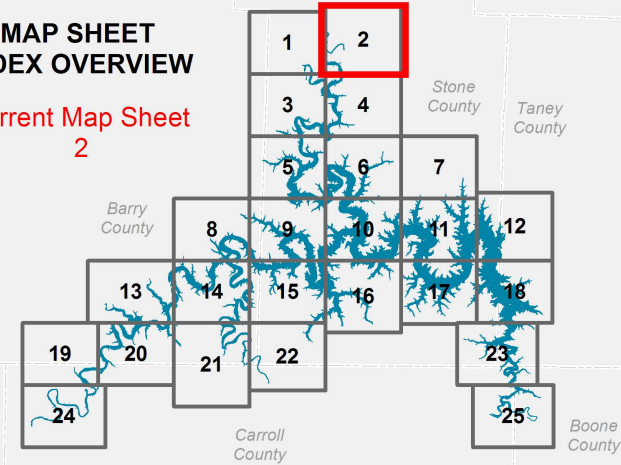 MAP SHEET
DEX OVERVIEW
rrent Map Sheet
2
1
2
3
4
Stone
County
Taney
County
5
6
7
Barry
County
8
9
10
11
12
13
14
15
16
17
18
19
20
21
22
23
24
25
Carroll
County
Boone
County